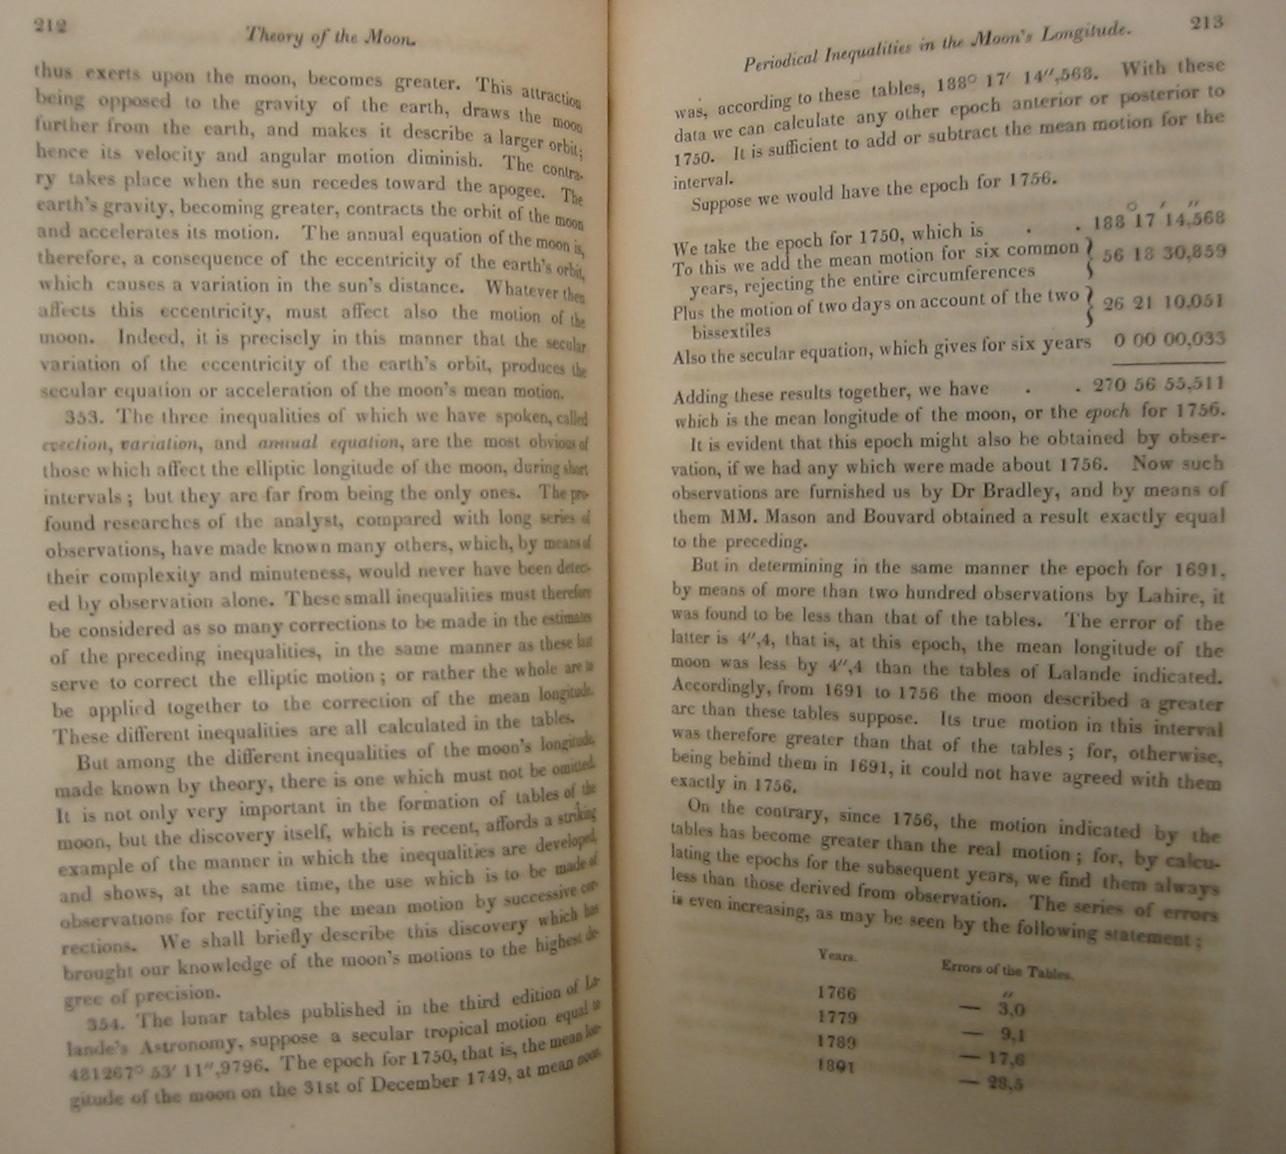 212
Theory of the Moon.
thus exerts upon the moon, becomes greater. This attraction
being opposed to the gravity of the earth, draws the moon
further from the earth, and makes it describe a larger orbit;
hence its velocity and angular motion diminish. The contra-
ry takes place when the sun recedes toward the apogee. The
earth's gravity, becoming greater, contracts the orbit of the moon
and accelerates its motion. The annual equation of the moon is,
therefore, a consequence of the eccentricity of the earth's orbit,
which causes a variation in the sun's distance. Whatever then
affects this eccentricity, must affect also the motion of the
moon. Indeed, it is precisely in this manner that the secular
variation of the eccentricity of the earth's orbit, produces the
secular equation or acceleration of the moon's mean motion.
353. The three inequalities of which we have spoken, called
evection, variation, and annual equation, are the most obvious of
those which affect the elliptic longitude of the moon, during short
intervals; but they are far from being the only ones. The pro-
found researches of the analyst, compared with long series of
observations, have made known many others, which, by means of
their complexity and minuteness, would never have been detect-
ed by observation alone. These small inequalities must therefore
be considered as so many corrections to be made in the estimates
of the preceding inequalities, in the same manner as these last
serve to correct the elliptic motion; or rather the whole are to
be applied together to the correction of the mean longitude.
These different inequalities are all calculated in the tables.
But among the different inequalities of the moon's longitude,
made known by theory, there is one which must not be omitted.
It is not only very important in the formation of tables of the
moon, but the discovery itself, which is recent, affords a striking
example of the manner in which the inequalities are developed,
and shows, at the same time, the use which is to be made of
observations for rectifying the mean motion by successive cor-
rections. We shall briefly describe this discovery which has
brought our knowledge of the moon's motions to the highest de-
gree of precision.
354. The lunar tables published in the third edition of La-
lande's Astronomy, suppose a secular tropical motion equal to
481267° 53' 11",9796. The epoch for 1750, that is, the mean lon-
gitude of the moon on the 31st of December 1749, at mean noon
213
Periodical Inequalities in the Moon's Longitude.
was, according to these tables, 188° 17' 14",568. With these
data we can calculate any other epoch anterior or posterior to
1750. It is sufficient to add or subtract the mean motion for the
interval.
Suppose we would have the epoch for 1756.
° ' "
We take the epoch for 1750, which is . . 188 17 14,568
To this we add the mean motion for six common } 56 18 30,859
years, rejecting the entire circumferences
Plus the motion of two days on account of the two } 26 21 10,051
bissextiles
Also the secular equation, which gives for six years 0 00 00,033
Adding these results together, we have . . 270 56 55,511
which is the mean longitude of the moon, or the epoch for 1756.
It is evident that this epoch might also be obtained by obser-
vation, if we had any which were made about 1756. Now such
observations are furnished us by Dr Bradley, and by means of
them MM. Mason and Bouvard obtained a result exactly equal
to the preceding.
But in determining in the same manner the epoch for 1691,
by means of more than two hundred observations by Lahire, it
was found to be less than that of the tables. The error of the
latter is 4",4, that is, at this epoch, the mean longitude of the
moon was less by 4",4 than the tables of Lalande indicated.
Accordingly, from 1691 to 1756 the moon described a greater
arc than these tables suppose. Its true motion in this interval
was therefore greater than that of the tables; for, otherwise,
being behind them in 1691, it could not have agreed with them
exactly in 1756.
On the contrary, since 1756, the motion indicated by the
tables has become greater than the real motion; for, by calcu-
lating the epochs for the subsequent years, we find them always
less than those derived from observation. The series of errors
is even increasing, as may be seen by the following statement;
Years. Errors of the Tables.
"
1766 — 3,0
1779 — 9,1
1789 — 17,6
1801 — 28,5